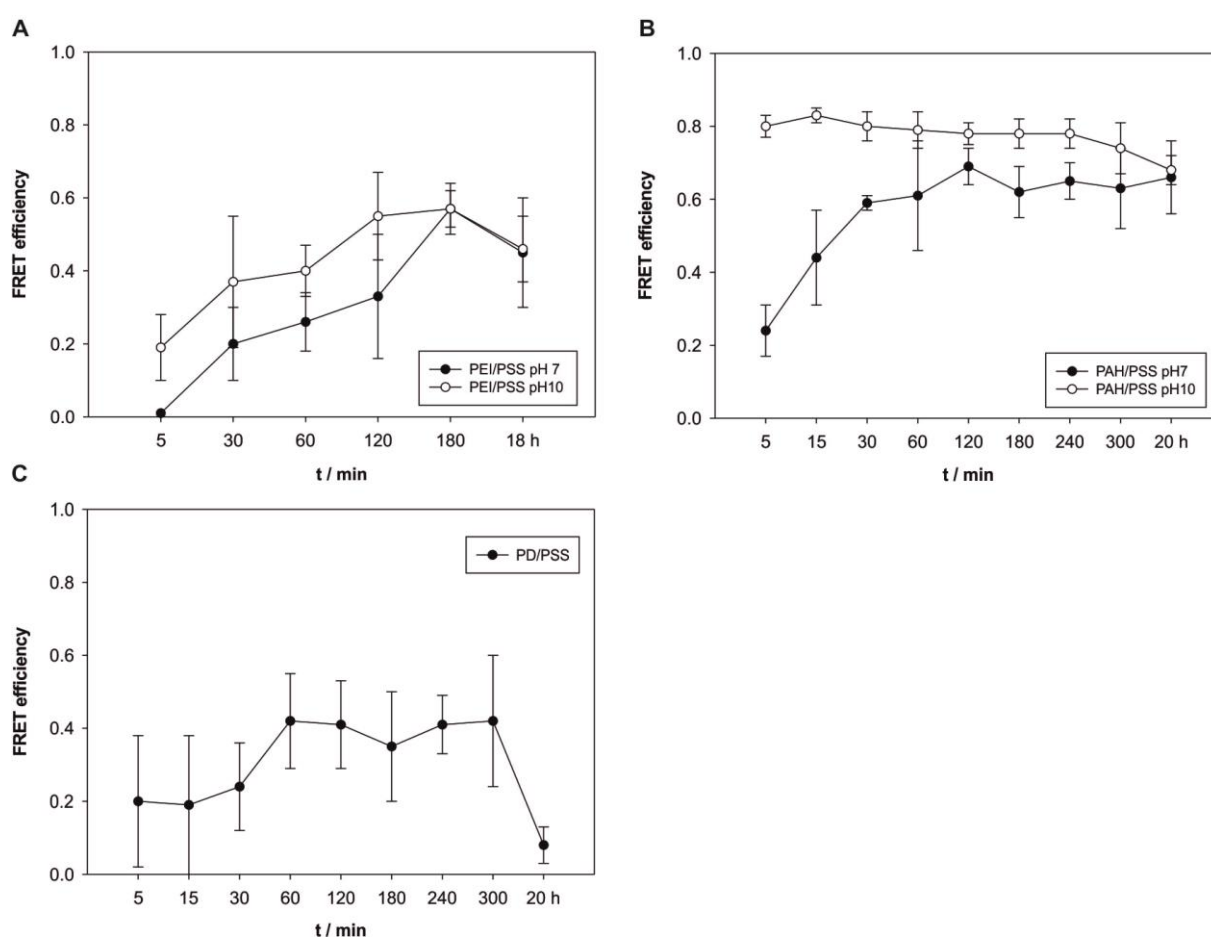 A
1.0
0.8
0.6
0.4
0.2
0.0
FRET efficiency
PEI/PSS pH 7
PEI/PSS pH10
5 30 60 120 180 18 h
t / min
B
1.0
0.8
0.6
0.4
0.2
0.0
FRET efficiency
PAH/PSS pH7
PAH/PSS pH10
5 15 30 60 120 180 240 300 20 h
t / min
C
1.0
0.8
0.6
0.4
0.2
0.0
FRET efficiency
PD/PSS
5 15 30 60 120 180 240 300 20 h
t / min